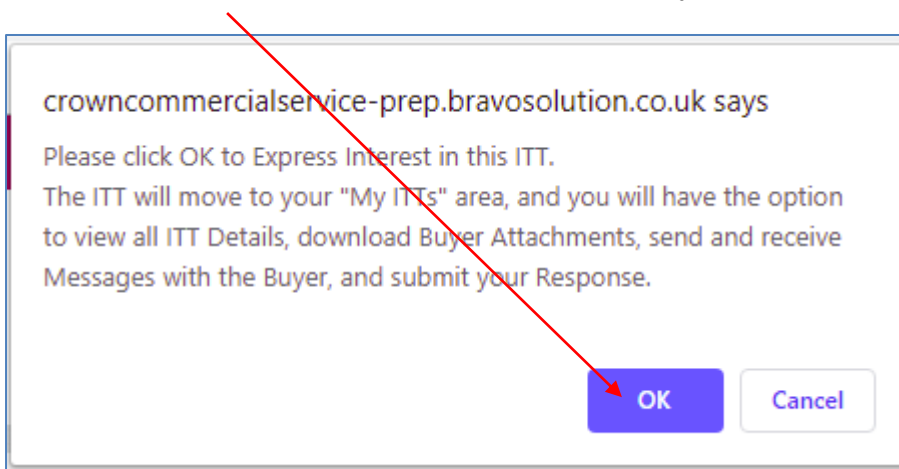 crowncommercialservice-prep.bravosolution.co.uk says
Please click OK to Express Interest in this ITT.
The ITT will move to your "My ITTs" area, and you will have the option
to view all ITT Details, download Buyer Attachments, send and receive
Messages with the Buyer, and submit your Response.
OK
Cancel